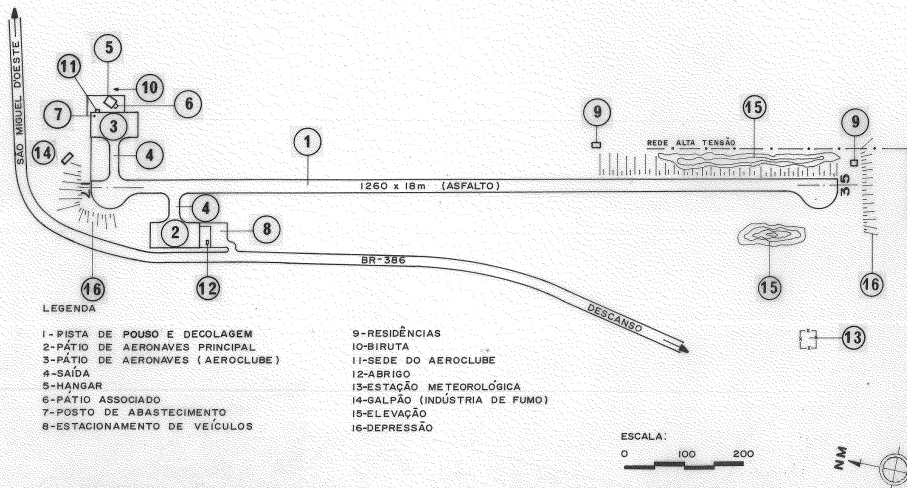 SÃO MIGUEL D'OESTE
5
11
10
7
6
3
14
4
1
9
15
9
REDE ALTA TENSÃO
17
1260 x 18m (ASFALTO)
35
4
2
8
BR-386
16
12
15
16
DESCANSO
13
LEGENDA
1-PISTA DE POUSO E DECOLAGEM
2-PÁTIO DE AERONAVES PRINCIPAL
3-PÁTIO DE AERONAVES (AEROCLUBE)
4-SAÍDA
5-HANGAR
6-PÁTIO ASSOCIADO
7-POSTO DE ABASTECIMENTO
8-ESTACIONAMENTO DE VEÍCULOS
9-RESIDÊNCIAS
10-BIRUTA
11-SEDE DO AEROCLUBE
12-ABRIGO
13-ESTAÇÃO METEOROLÓGICA
14-GALPÃO (INDÚSTRIA DE FUMO)
15-ELEVAÇÃO
16-DEPRESSÃO
ESCALA:
0 100 200
NM